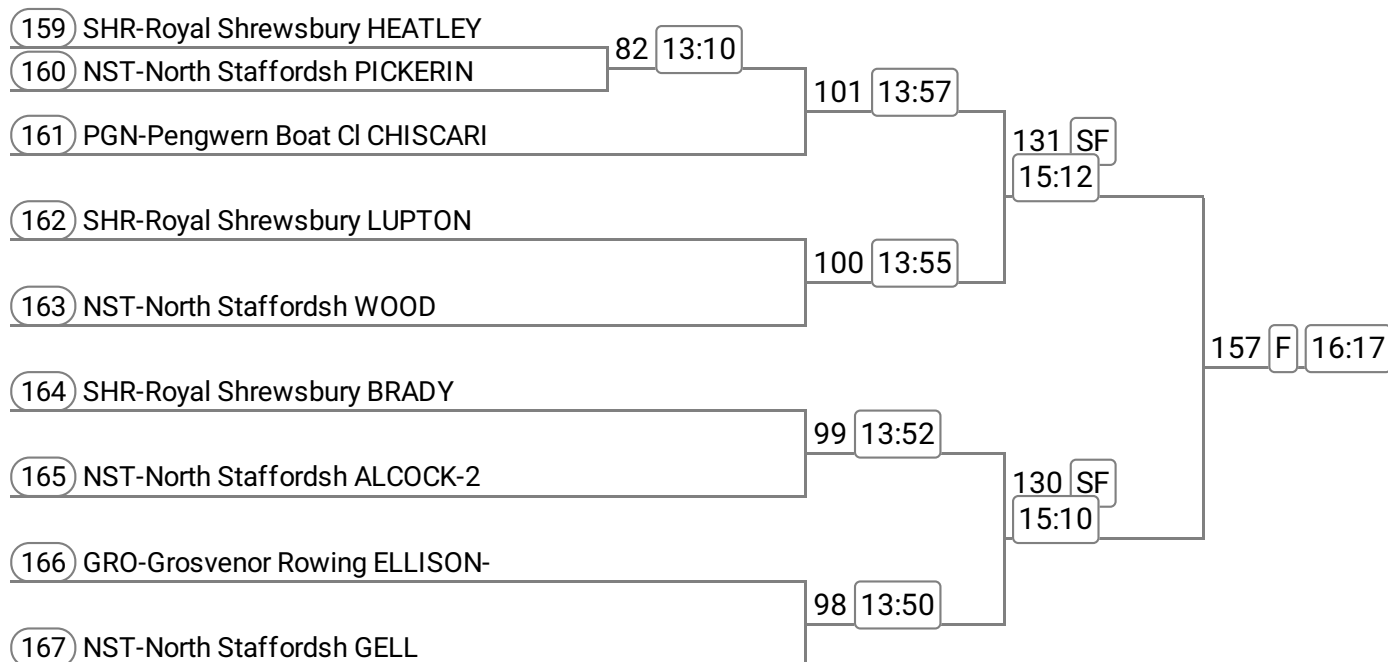 159 SHR-Royal Shrewsbury HEATLEY
82 13:10
160 NST-North Staffordsh PICKERIN
101 13:57
161 PGN-Pengwern Boat Cl CHISCARI
131 SF
15:12
162 SHR-Royal Shrewsbury LUPTON
100 13:55
163 NST-North Staffordsh WOOD
157 F 16:17
164 SHR-Royal Shrewsbury BRADY
99 13:52
165 NST-North Staffordsh ALCOCK-2
130 SF
15:10
166 GRO-Grosvenor Rowing ELLISON-
98 13:50
167 NST-North Staffordsh GELL